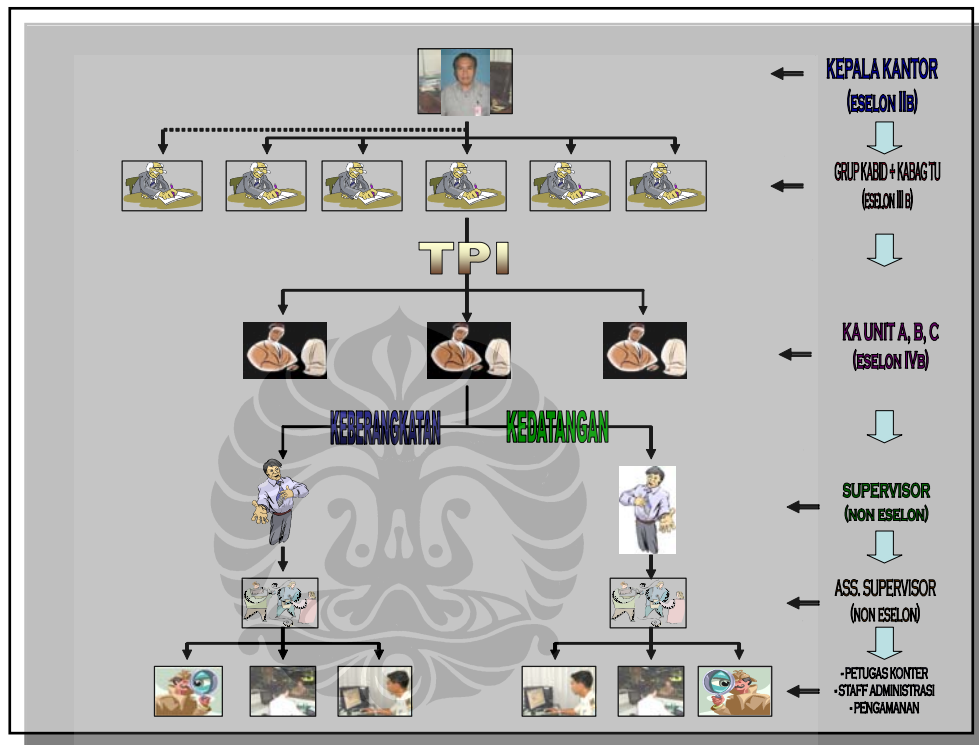 KEPALA KANTOR
(ESELON IIB)
GRUP KABID + KABAG TU
(ESELON III B)
TPI
KA UNIT A, B, C
(ESELON IVB)
KEBERANGKATAN
KEDATANGAN
SUPERVISOR
(NON ESELON)
ASS. SUPERVISOR
(NON ESELON)
- PETUGAS KONTER
- STAFF ADMINISTRASI
- PENGAMANAN